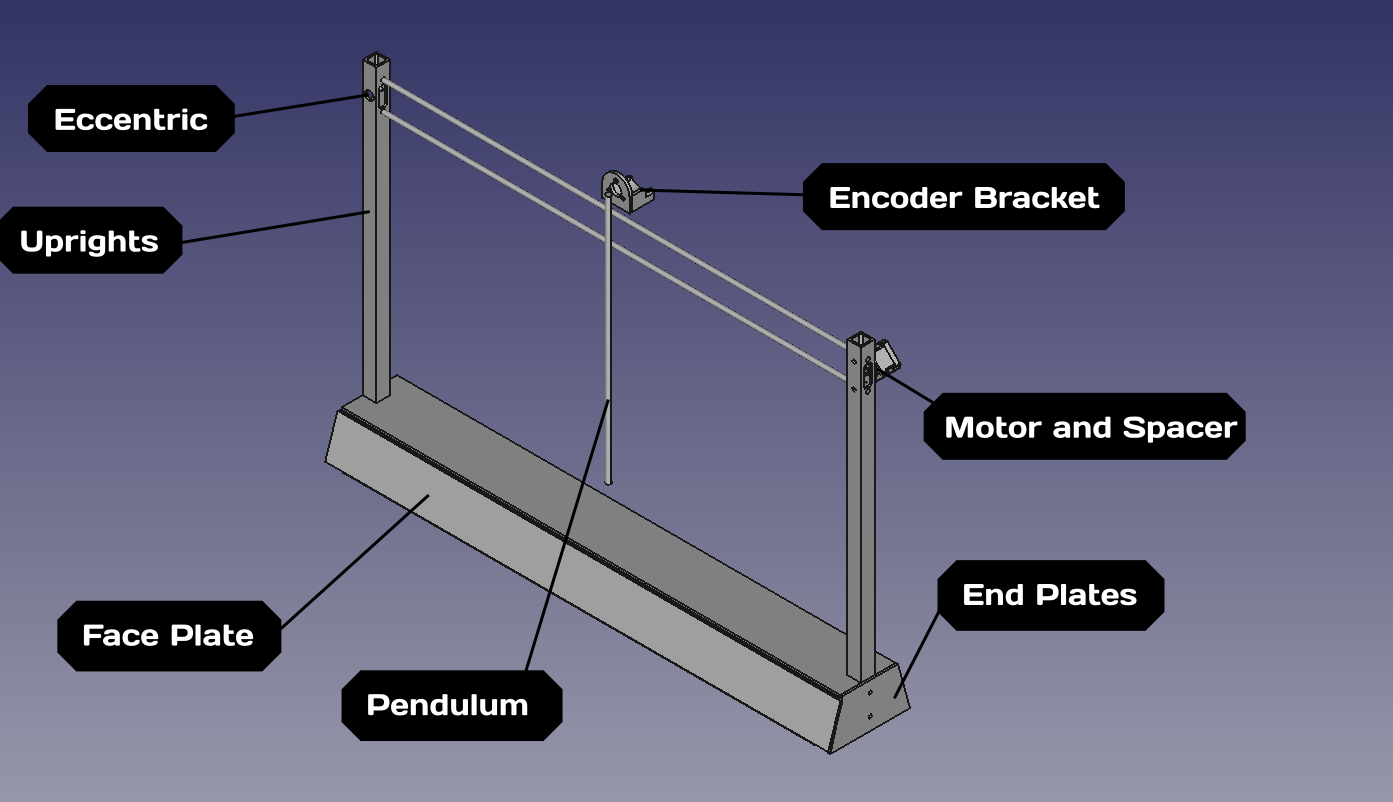 Eccentric
Encoder Bracket
Uprights
Motor and Spacer
End Plates
Face Plate
Pendulum